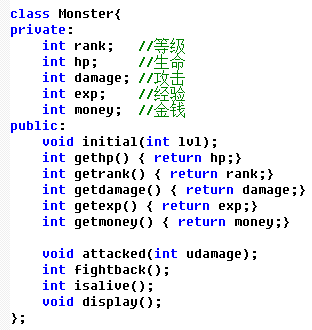 class Monster{
private:
    int rank;   //等级
    int hp;     //生命
    int damage; //攻击
    int exp;    //经验
    int money;  //金钱
public:
    void initial(int lvl);
    int gethp() { return hp;}
    int getrank() { return rank;}
    int getdamage() { return damage;}
    int getexp() { return exp;}
    int getmoney() { return money;}

    void attacked(int udamage);
    int fightback();
    int isalive();
    void display();
};